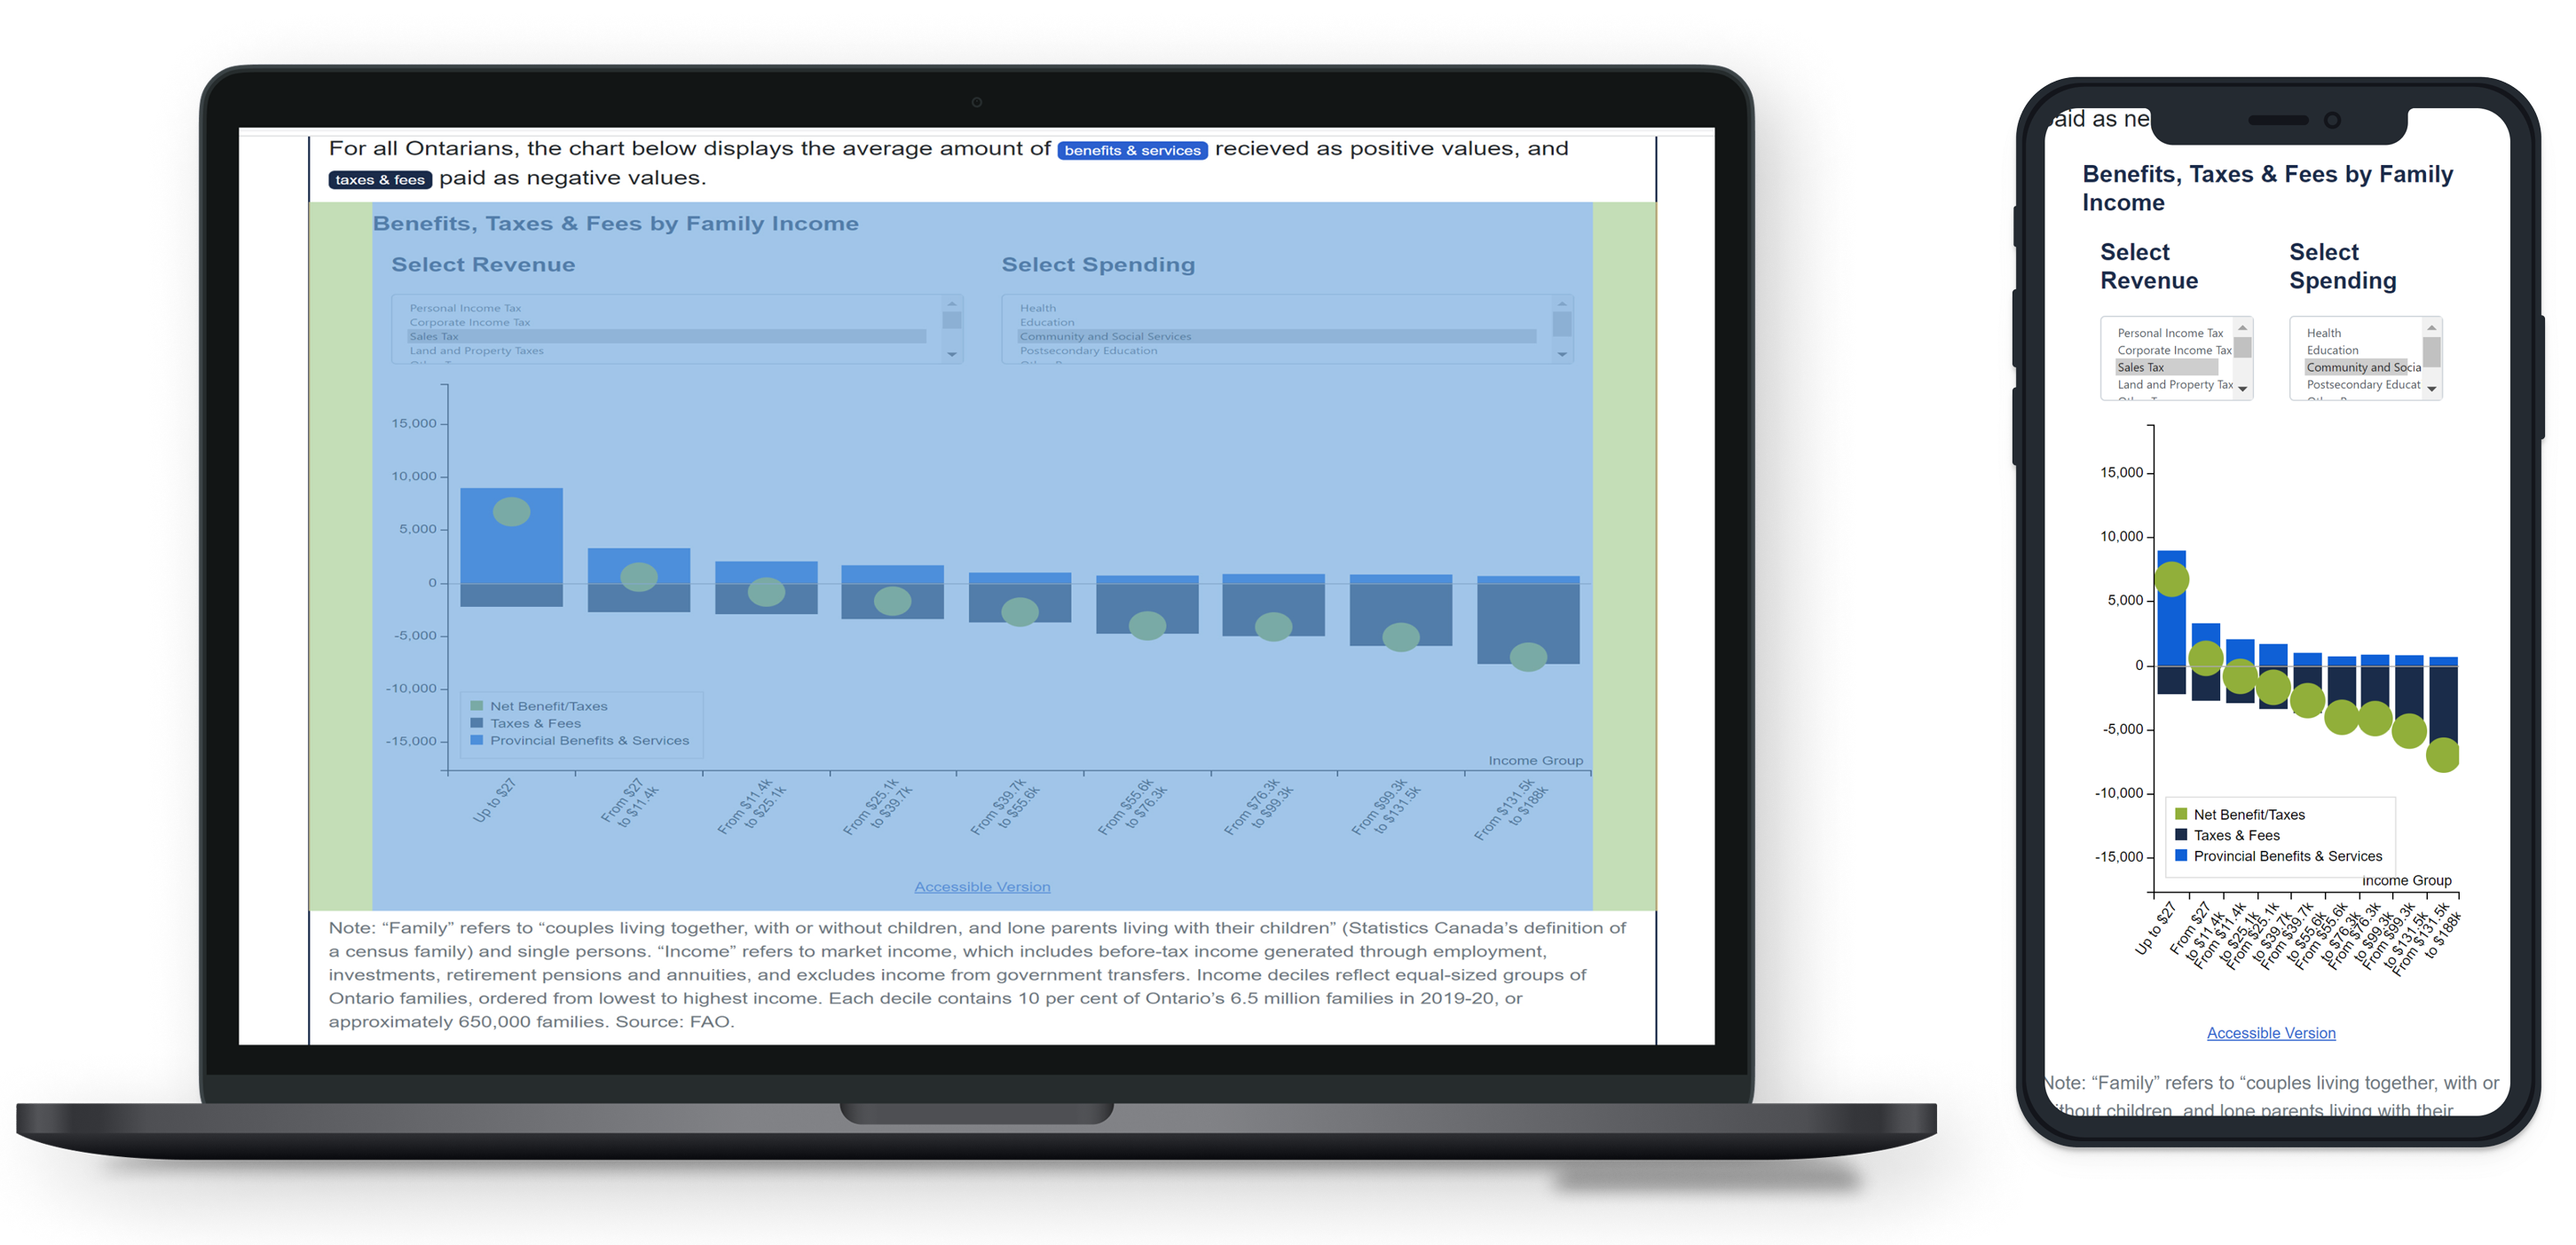 For all Ontarians, the chart below displays the average amount of benefits & services recieved as positive values, and
taxes & fees paid as negative values.
Benefits, Taxes & Fees by Family Income
Select Revenue
Select Spending
Personal Income Tax
Corporate Income Tax
Sales Tax
Land and Property Taxes
Health
Education
Community and Social Services
Postsecondary Education
15,000
10,000
5,000
0
-5,000
-10,000
-15,000
Net Benefit/Taxes
Taxes & Fees
Provincial Benefits & Services
Income Group
Up to $27
From $27
to $11.4k
From $11.4k
to $25.1k
From $25.1k
to $39.7k
From $39.7k
to $55.6k
From $55.6k
to $76.3k
From $76.3k
to $99.3k
From $99.3k
to $131.5k
From $131.5k
to $188k
Accessible Version
Note: “Family” refers to “couples living together, with or without children, and lone parents living with their children” (Statistics Canada’s definition of
a census family) and single persons. “Income” refers to market income, which includes before-tax income generated through employment,
investments, retirement pensions and annuities, and excludes income from government transfers. Income deciles reflect equal-sized groups of
Ontario families, ordered from lowest to highest income. Each decile contains 10 per cent of Ontario’s 6.5 million families in 2019-20, or
approximately 650,000 families. Source: FAO.
aid as ne
Benefits, Taxes & Fees by Family
Income
Select
Revenue
Select
Spending
Personal Income Tax
Corporate Income Tax
Sales Tax
Land and Property Tax
Health
Education
Community and Socia
Postsecondary Educat
15,000
10,000
5,000
0
-5,000
-10,000
-15,000
Net Benefit/Taxes
Taxes & Fees
Provincial Benefits & Services
Income Group
Up to $27
From $27
to $11.4k
From $11.4k
to $25.1k
From $25.1k
to $39.7k
From $39.7k
to $55.6k
From $55.6k
to $76.3k
From $76.3k
to $99.3k
From $99.3k
to $131.5k
From $131.5k
to $188k
Accessible Version
Note: “Family” refers to “couples living together, with or
thout children, and lone parents living with their